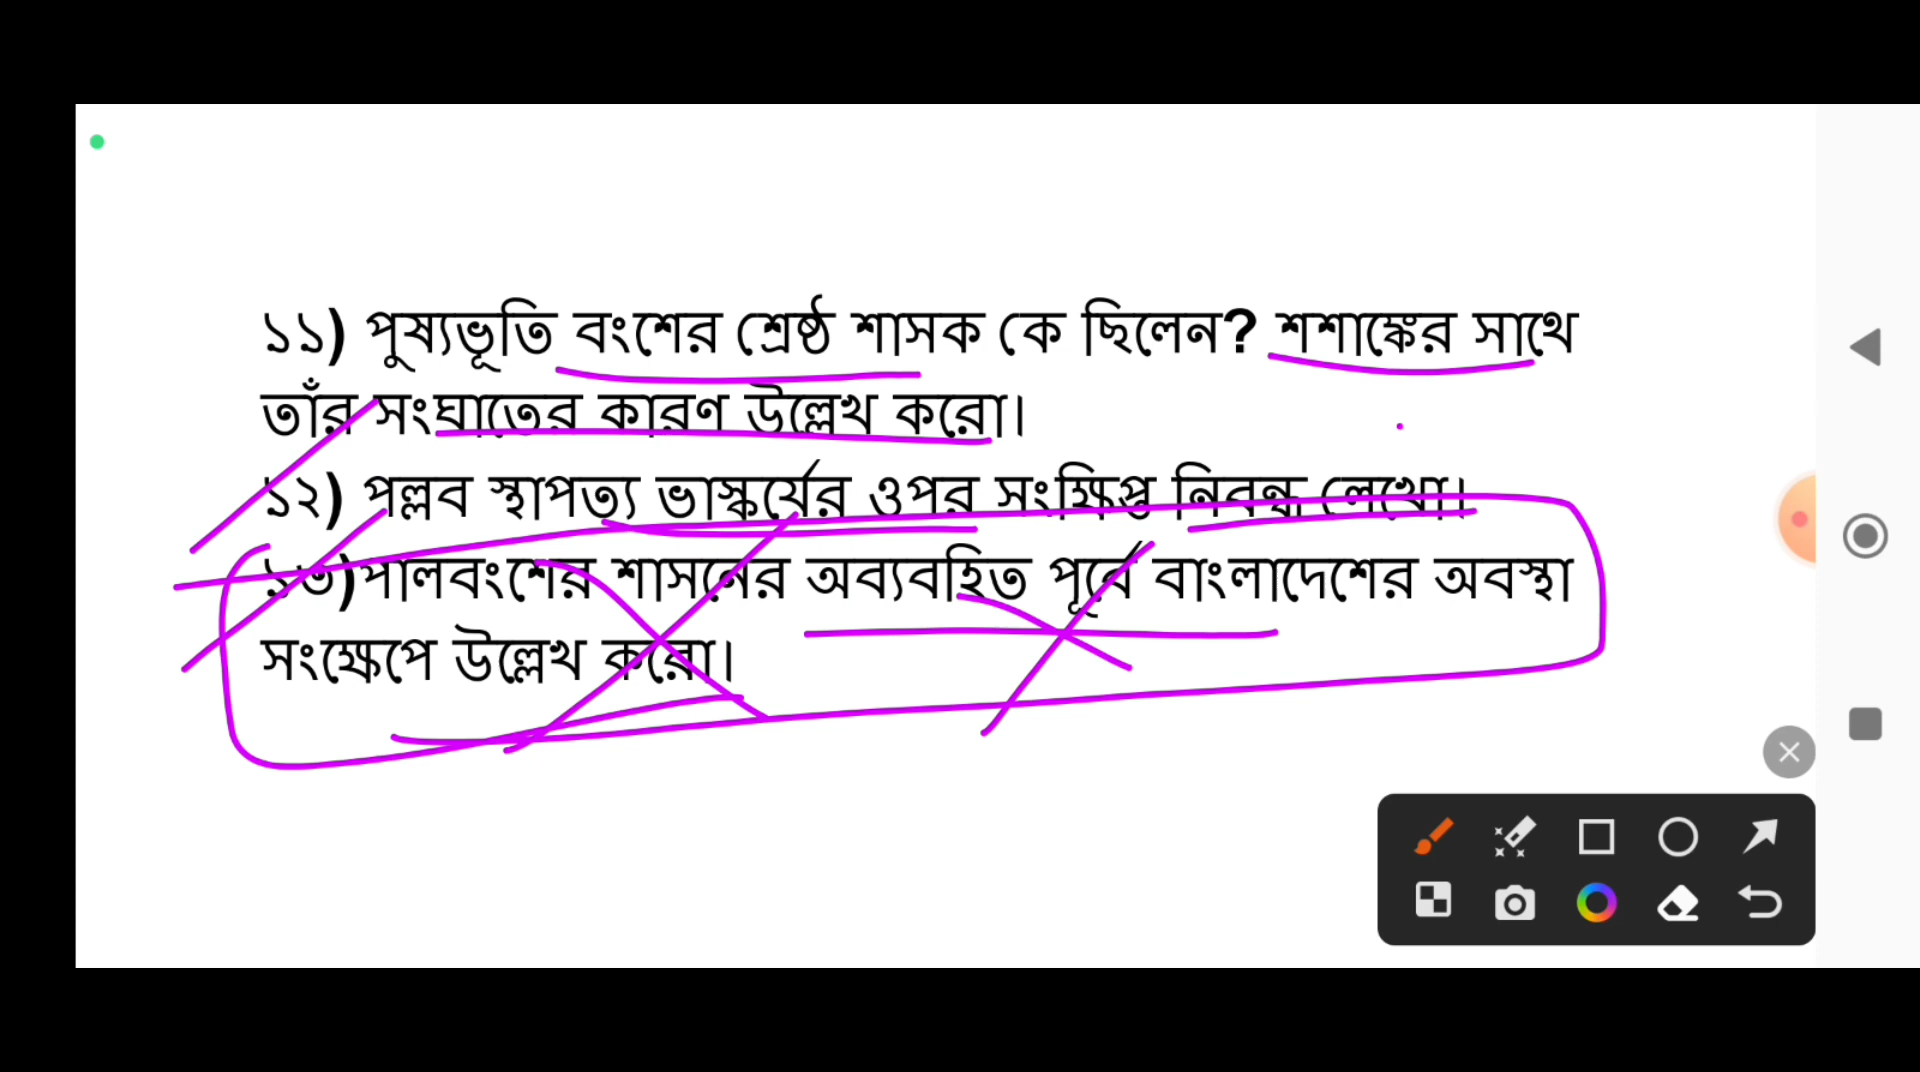 ১১) পুষ্যভূতি বংশের শ্রেষ্ঠ শাসক কে ছিলেন? শশাঙ্কের সাথে
তাঁর সংঘাতের কারণ উল্লেখ করো।
১২) পল্লব স্থাপত্য ভাস্কর্যের ওপর সংক্ষিপ্ত নিবন্ধ লেখো।
১৩)পালবংশের শাসনের অব্যবহিত পূর্বে বাংলাদেশের অবস্থা
সংক্ষেপে উল্লেখ করো।